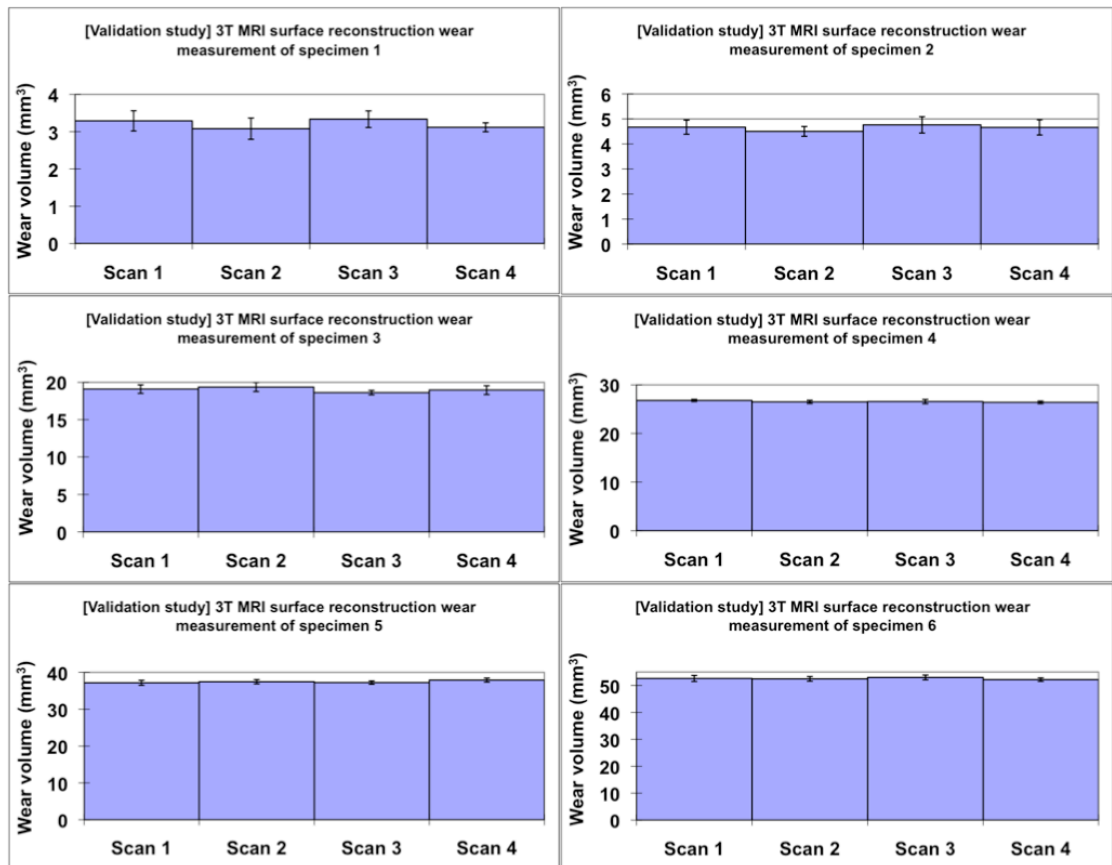 [Validation study] 3T MRI surface reconstruction wear
measurement of specimen 1
Wear volume (mm³)
4
3
2
1
0
Scan 1 Scan 2 Scan 3 Scan 4
[Validation study] 3T MRI surface reconstruction wear
measurement of specimen 2
Wear volume (mm³)
6
5
4
3
2
1
0
Scan 1 Scan 2 Scan 3 Scan 4
[Validation study] 3T MRI surface reconstruction wear
measurement of specimen 3
Wear volume (mm³)
20
15
10
5
0
Scan 1 Scan 2 Scan 3 Scan 4
[Validation study] 3T MRI surface reconstruction wear
measurement of specimen 4
Wear volume (mm³)
30
20
10
0
Scan 1 Scan 2 Scan 3 Scan 4
[Validation study] 3T MRI surface reconstruction wear
measurement of specimen 5
Wear volume (mm³)
40
30
20
10
0
Scan 1 Scan 2 Scan 3 Scan 4
[Validation study] 3T MRI surface reconstruction wear
measurement of specimen 6
Wear volume (mm³)
50
40
30
20
10
0
Scan 1 Scan 2 Scan 3 Scan 4